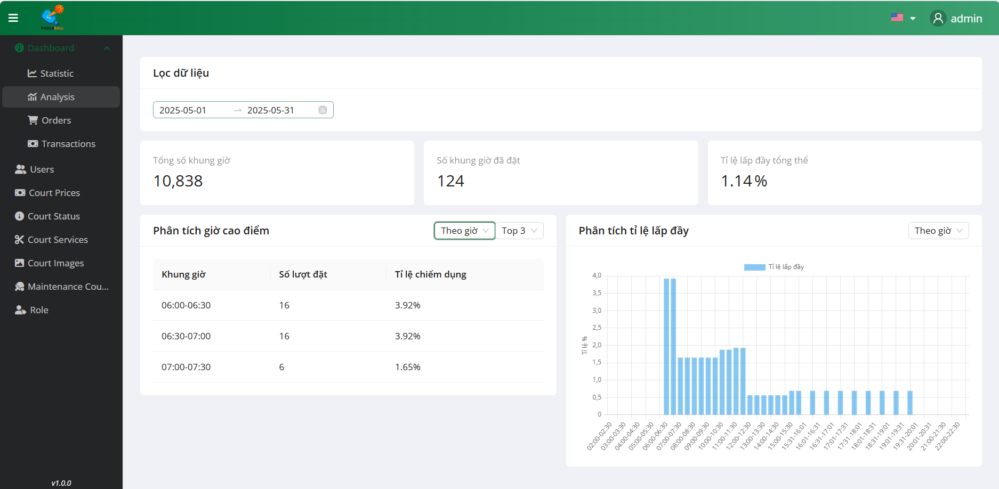 PICKLEBALL
admin
Dashboard
Statistic
Analysis
Orders
Transactions
Users
Court Prices
Court Status
Court Services
Court Images
Maintenance Cou...
Role
v1.0.0
Lọc dữ liệu
2025-05-01 → 2025-05-31
Tổng số khung giờ
10,838
Số khung giờ đã đặt
124
Tỉ lệ lấp đầy tổng thể
1.14 %
Phân tích giờ cao điểm
Theo giờ
Top 3
Khung giờ Số lượt đặt Tỉ lệ chiếm dụng
06:00-06:30 16 3.92%
06:30-07:00 16 3.92%
07:00-07:30 6 1.65%
Phân tích tỉ lệ lấp đầy
Theo giờ
Tỉ lệ lấp đầy
Tỉ lệ %
4,0
3,5
3,0
2,5
2,0
1,5
1,0
0,5
0
02:00-02:30
03:00-03:30
04:00-04:30
05:00-05:30
06:00-06:30
07:00-07:30
08:00-08:30
09:00-09:30
10:00-10:30
11:00-11:30
12:00-12:30
13:00-13:30
14:00-14:30
15:00-15:30
15:31-16:01
16:01-16:31
16:31-17:01
17:01-17:31
17:31-18:01
18:01-18:31
18:31-19:01
19:01-19:31
19:31-20:01
20:01-20:31
21:00-21:30
22:00-22:30